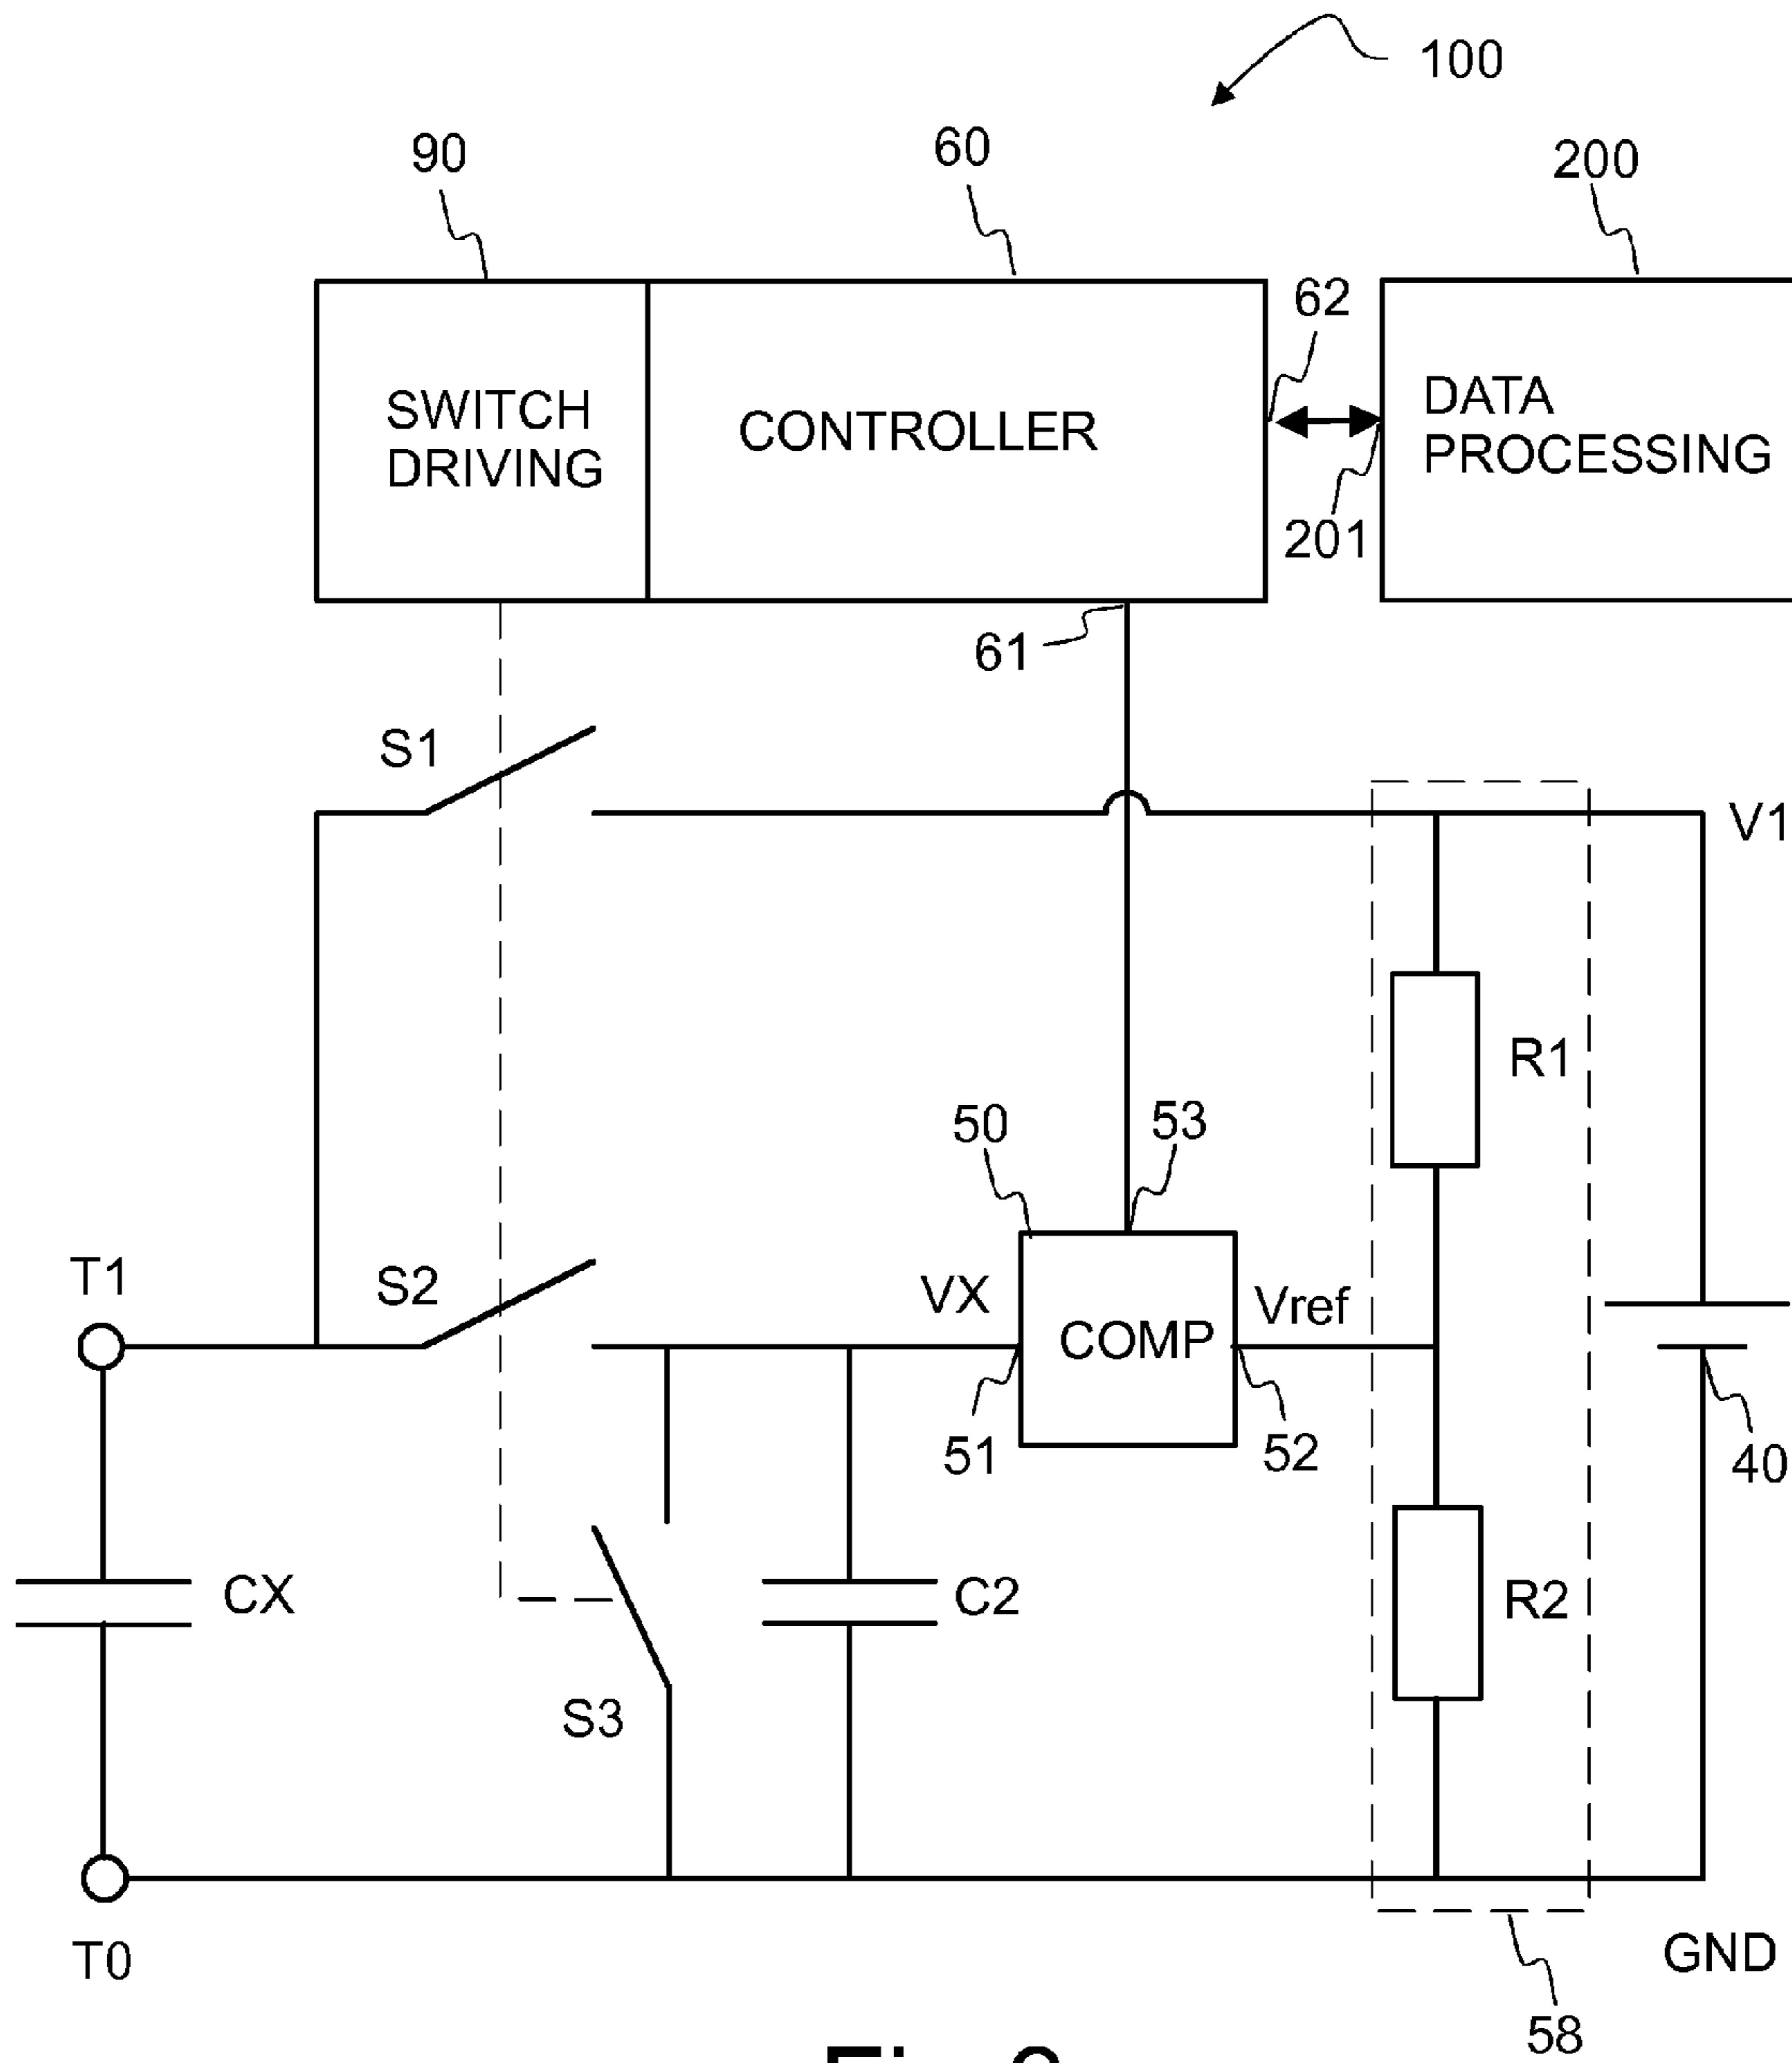 100
90
60
200
62
SWITCH
DRIVING
CONTROLLER
DATA
PROCESSING
201
61
S1
V1
R1
50
53
T1
S2
VX
COMP
Vref
51
52
40
CX
C2
R2
S3
T0
GND
58